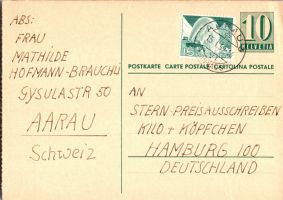 ABS:
FRAU
MATHILDE
HOFMANN-BRAUCHLI
GYSULASTR 50
AARAU
Schweiz
10
HELVETIA
POSTKARTE CARTE POSTALE CARTOLINA POSTALE
AN
STERN-PREISAUSSCHREIBEN
KILO + KÖPFCHEN
HAMBURG 100
DEUTSCHLAND